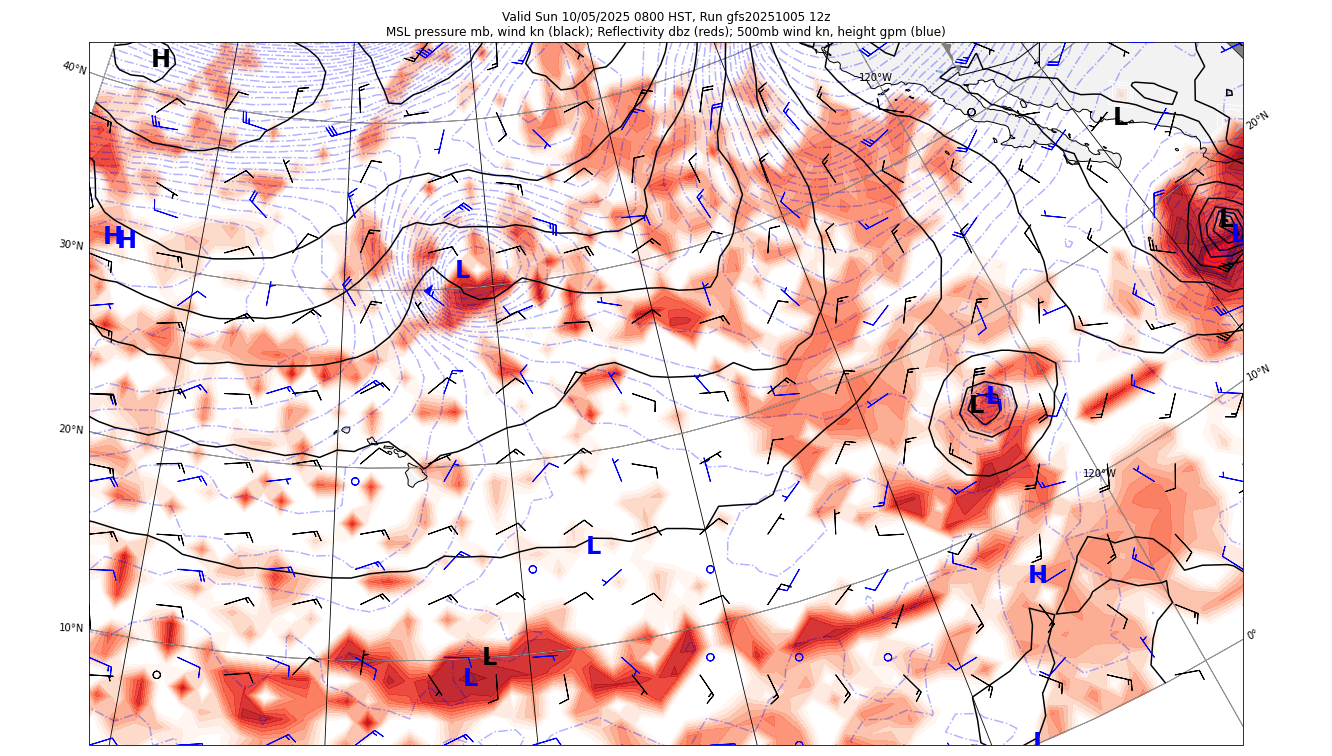 Valid Sun 10/05/2025 0800 HST, Run gfs20251005 12z
MSL pressure mb, wind kn (black); Reflectivity dbz (reds); 500mb wind kn, height gpm (blue)
H
40°N
120°W
L
20°N
H
H
30°N
L
L
L
10°N
L
L
20°N
120°W
L
H
10°N
0°
L
L
L